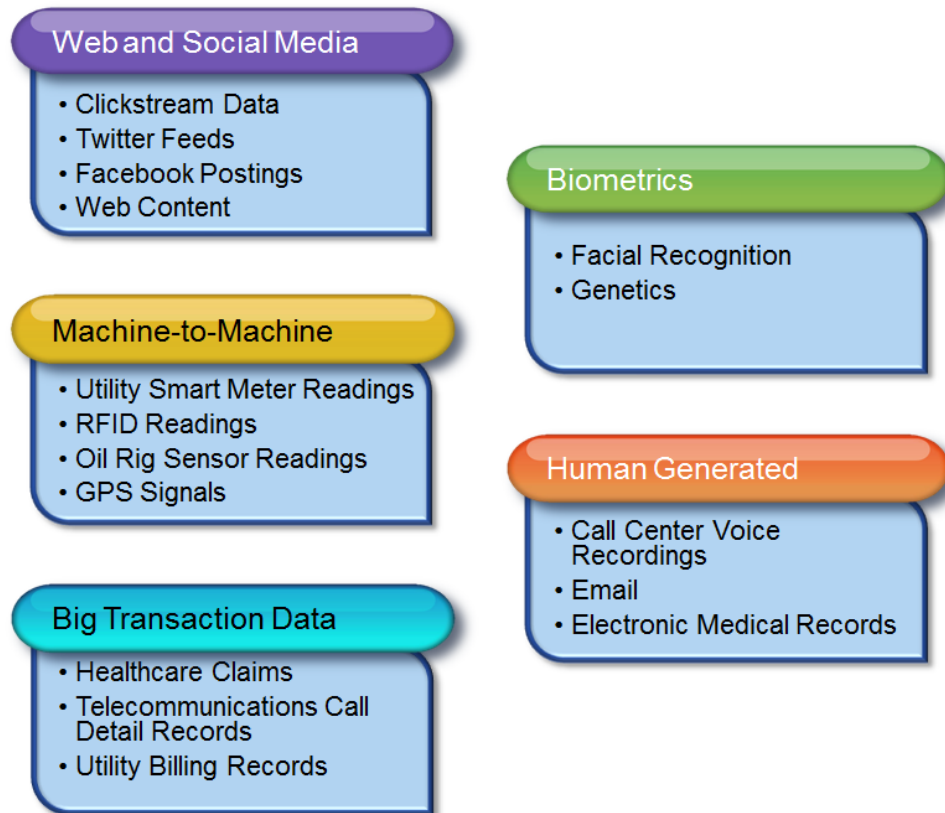 Web and Social Media
• Clickstream Data
• Twitter Feeds
• Facebook Postings
• Web Content
Machine-to-Machine
• Utility Smart Meter Readings
• RFID Readings
• Oil Rig Sensor Readings
• GPS Signals
Big Transaction Data
• Healthcare Claims
• Telecommunications Call
Detail Records
• Utility Billing Records
Biometrics
• Facial Recognition
• Genetics
Human Generated
• Call Center Voice
Recordings
• Email
• Electronic Medical Records